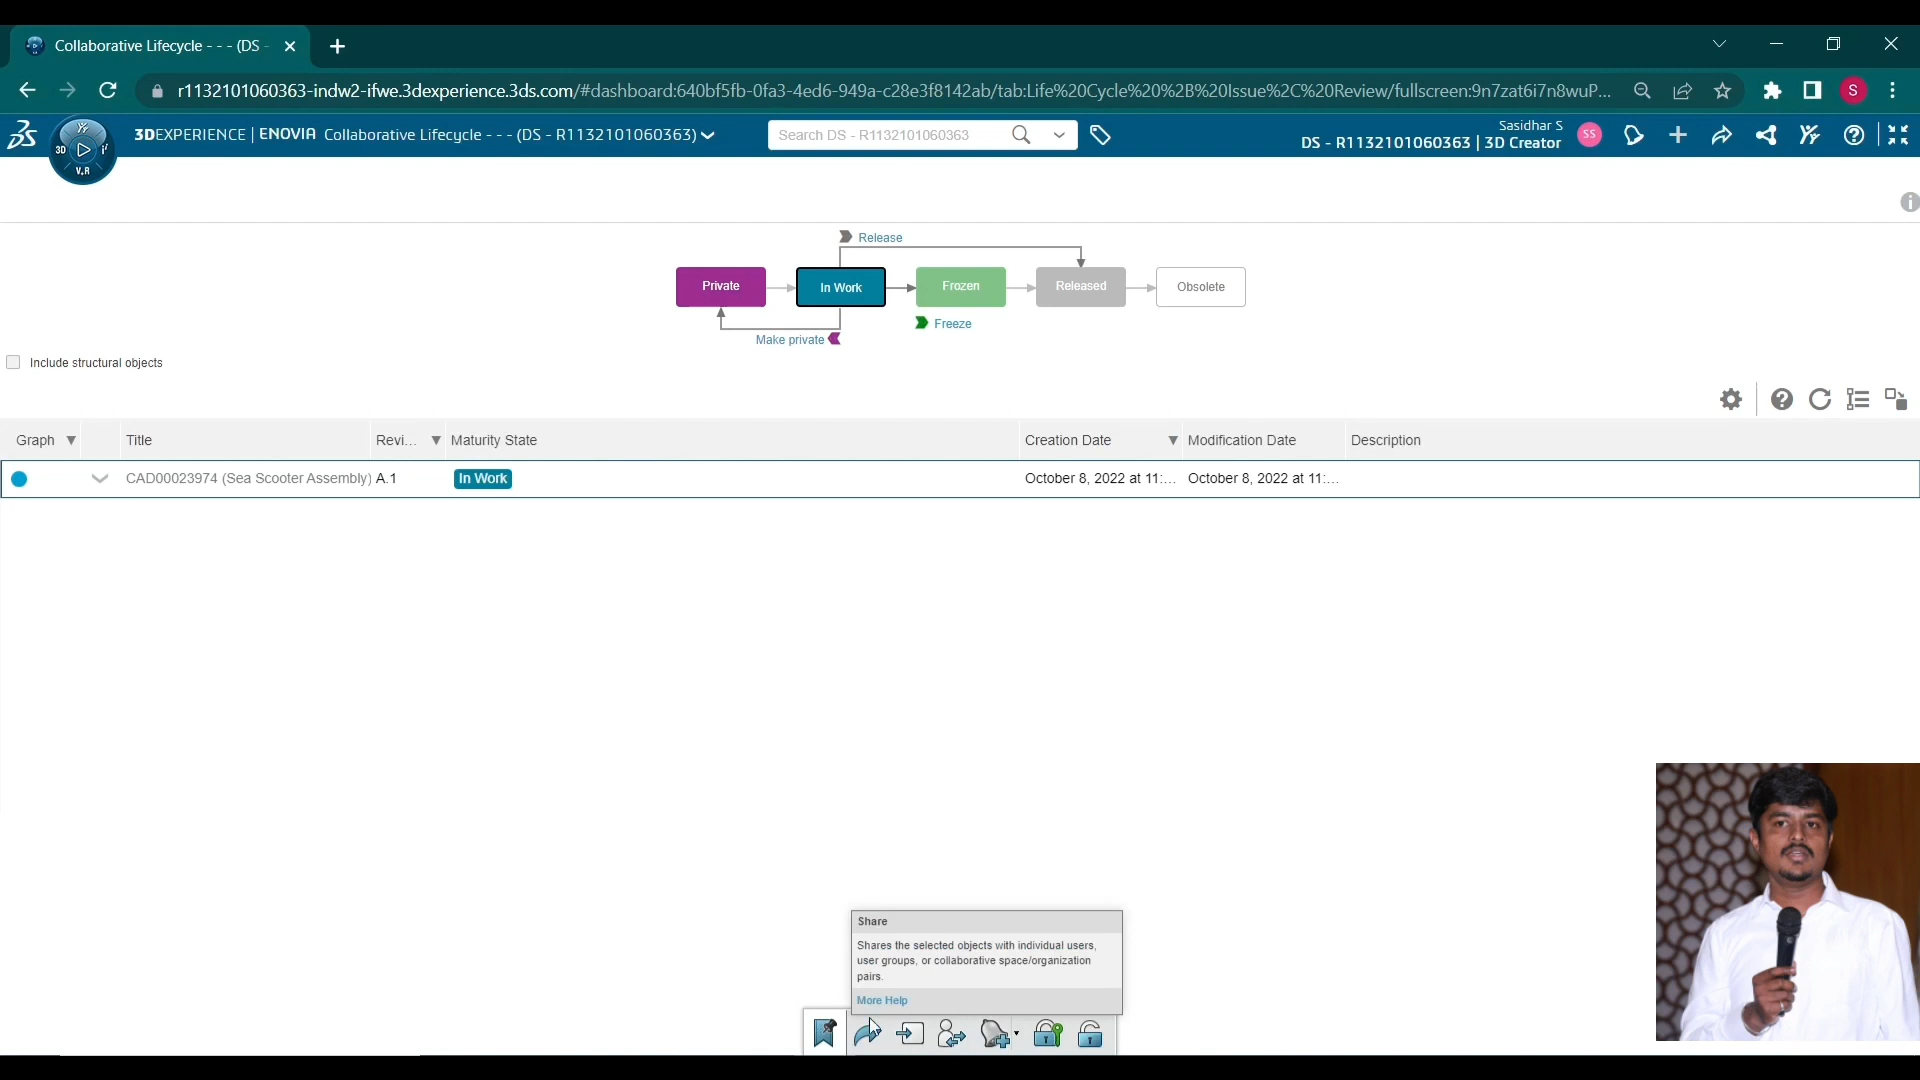 Collaborative Lifecycle - - - (DS -
r1132101060363-indw2-ifwe.3dexperience.3ds.com/#dashboard:640bf5fb-0fa3-4ed6-949a-c28e3f8142ab/tab:Life%20Cycle%20%2B%20Issue%2C%20Review/fullscreen:9n7zat6i7n8wuP...
S
3DEXPERIENCE | ENOVIA Collaborative Lifecycle - - - (DS - R1132101060363)
Search DS - R1132101060363
Sasidhar S
DS - R1132101060363 | 3D Creator
SS
3D
V.R
Release
Private
In Work
Frozen
Released
Obsolete
Freeze
Make private
Include structural objects
Graph Title Revi... Maturity State Creation Date Modification Date Description
CAD00023974 (Sea Scooter Assembly) A.1 In Work October 8, 2022 at 11:... October 8, 2022 at 11:...
Share
Shares the selected objects with individual users,
user groups, or collaborative space/organization
pairs.
More Help